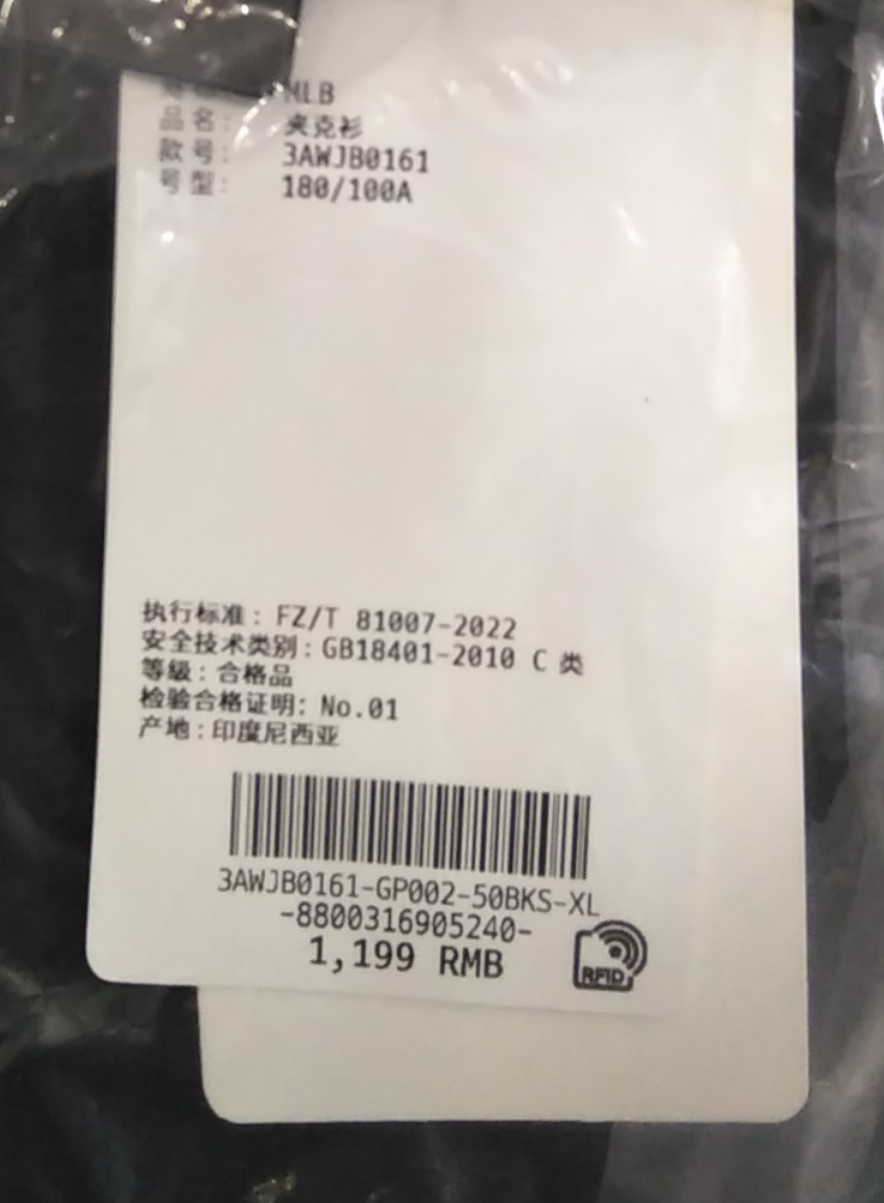 MLB
品名: 夹克衫
款号: 3AWJB0161
号型: 180/100A
执行标准: FZ/T 81007-2022
安全技术类别: GB18401-2010 C 类
等级: 合格品
检验合格证明: No.01
产地: 印度尼西亚
3AWJB0161-GP002-50BKS-XL
-8800316905240-
1,199 RMB
RFID